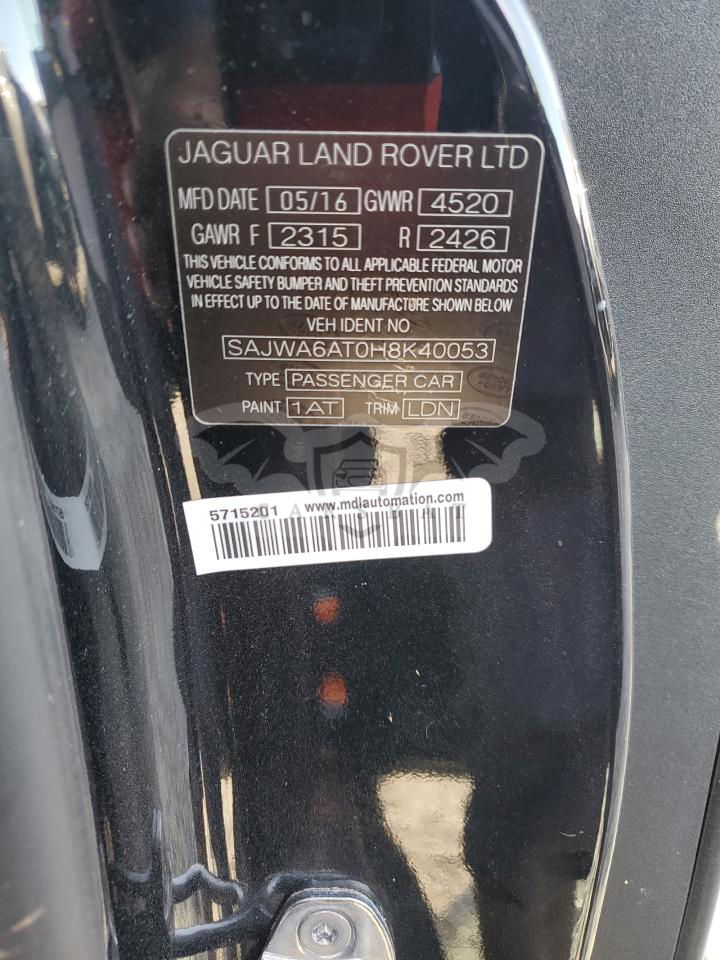 JAGUAR LAND ROVER LTD
MFD DATE 05/16 GWR 4520
GAWR F 2315 R 2426
THIS VEHICLE CONFORMS TO ALL APPLICABLE FEDERAL MOTOR
VEHICLE SAFETY BUMPER AND THEFT PREVENTION STANDARDS
IN EFFECT UP TO THE DATE OF MANUFACTURE SHOWN BELOW
VEH IDENT NO
SAJWA6AT0H8K40053
TYPE PASSENGER CAR
PAINT 1AT TRIM LDN
5715201 www.mdlautomation.com